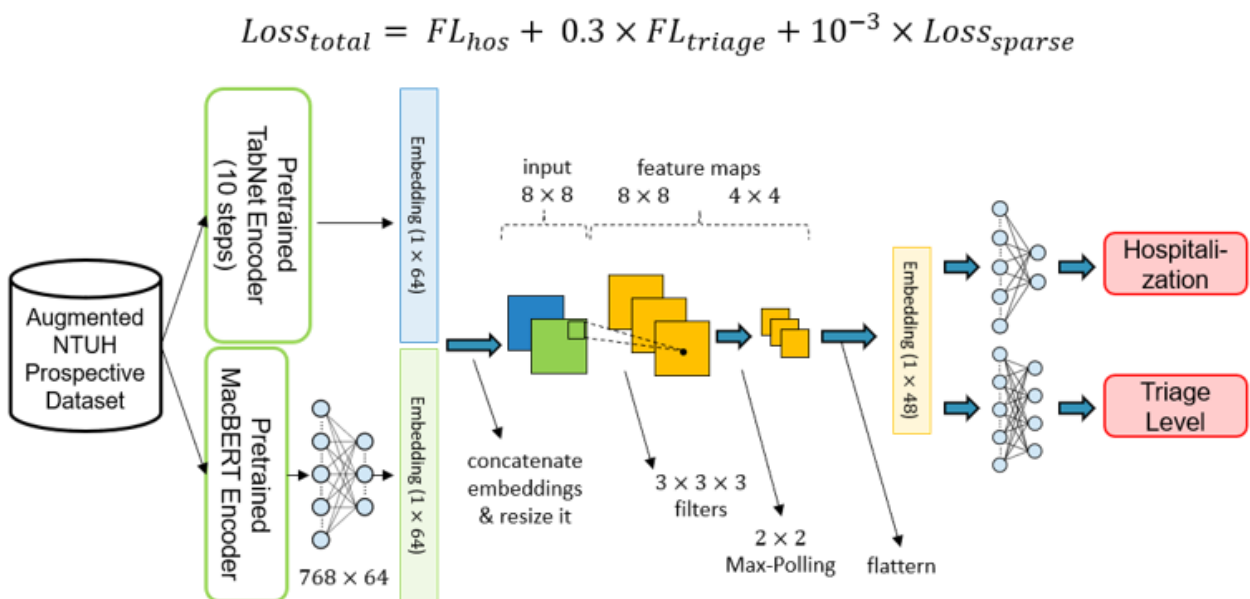 Loss_total = FL_hos + 0.3 × FL_triage + 10^−3 × Loss_sparse
Augmented
NTUH
Prospective
Dataset
Pretrained
TabNet Encoder
(10 steps)
Pretrained
MacBERT Encoder
768 × 64
Embedding (1 × 64)
Embedding (1 × 64)
concatenate
embeddings
& resize it
input
8 × 8
feature maps
8 × 8
4 × 4
3 × 3 × 3
filters
2 × 2
Max-Polling
flattern
Embedding (1 × 48)
Hospitali-
zation
Triage
Level